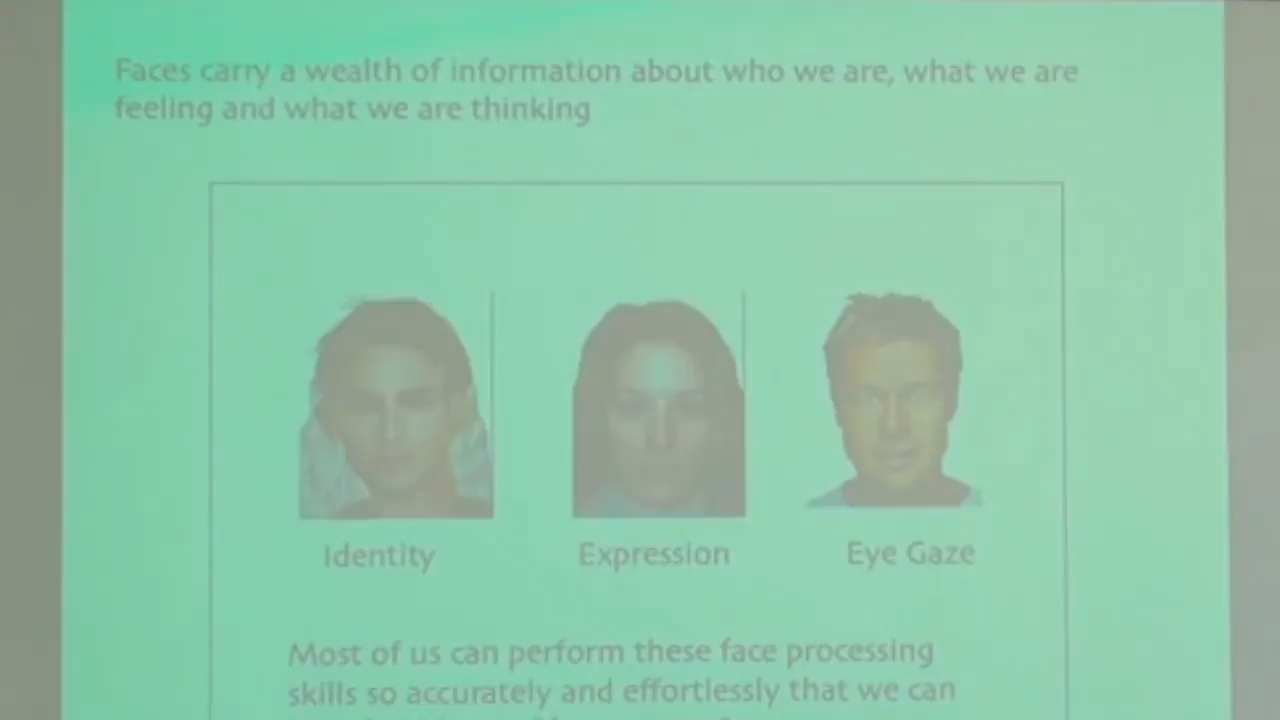 Faces carry a wealth of information about who we are, what we are
feeling and what we are thinking
Identity
Expression
Eye Gaze
Most of us can perform these face processing
skills so accurately and effortlessly that we can